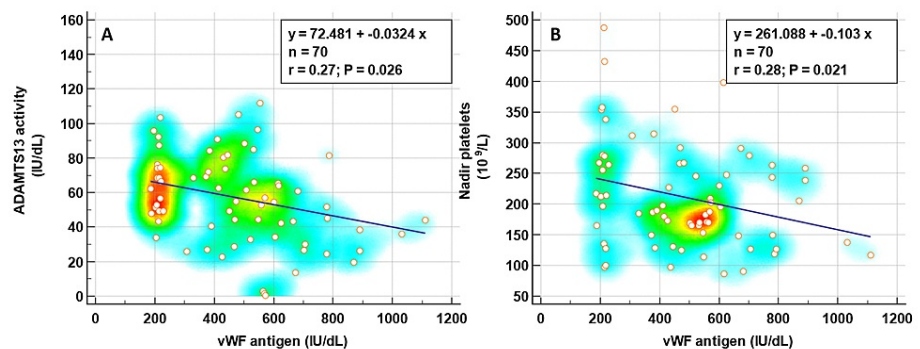 A
y = 72.481 + -0.0324 x
n = 70
r = 0.27; P = 0.026
ADAMTS13 activity
(IU/dL)
160
140
120
100
80
60
40
20
0
0 200 400 600 800 1000 1200
vWF antigen (IU/dL)
B
y = 261.088 + -0.103 x
n = 70
r = 0.28; P = 0.021
Nadir platelets
(10 9/L)
500
450
400
350
300
250
200
150
100
50
0 200 400 600 800 1000 1200
vWF antigen (IU/dL)